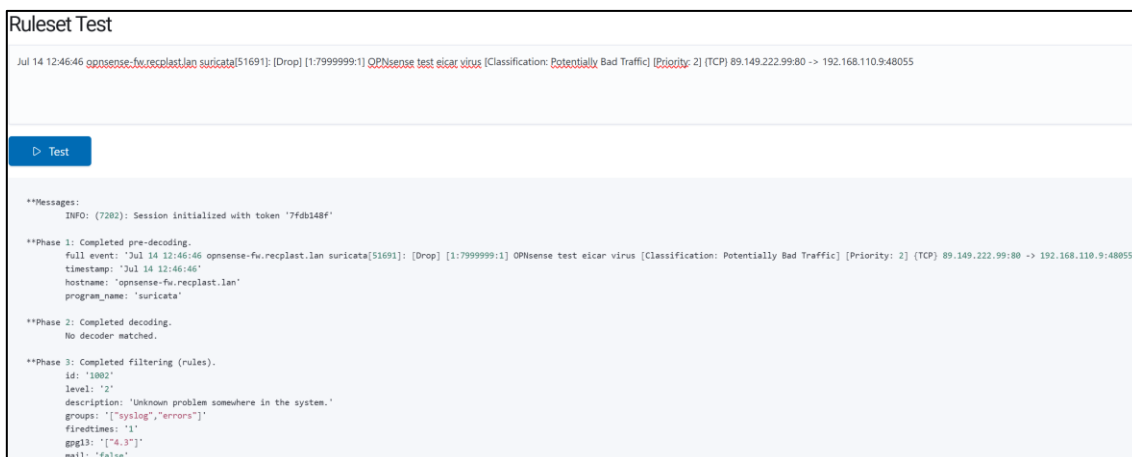 Ruleset Test
Jul 14 12:46:46 opnsense-fw.recplast.lan suricata[51691]: [Drop] [1:7999999:1] OPNsense test eicar virus [Classification: Potentially Bad Traffic] [Priority: 2] {TCP} 89.149.222.99:80 -> 192.168.110.9:48055
Test
**Messages:
INFO: (7202): Session initialized with token '7fdb148f'
**Phase 1: Completed pre-decoding.
full event: 'Jul 14 12:46:46 opnsense-fw.recplast.lan suricata[51691]: [Drop] [1:7999999:1] OPNsense test eicar virus [Classification: Potentially Bad Traffic] [Priority: 2] {TCP} 89.149.222.99:80 -> 192.168.110.9:48055
timestamp: 'Jul 14 12:46:46'
hostname: 'opnsense-fw.recplast.lan'
program_name: 'suricata'
**Phase 2: Completed decoding.
No decoder matched.
**Phase 3: Completed filtering (rules).
id: '1002'
level: '2'
description: 'Unknown problem somewhere in the system.'
groups: '["syslog","errors"]'
firedtimes: '1'
gpg13: '["4.3"]'
mail: 'false'